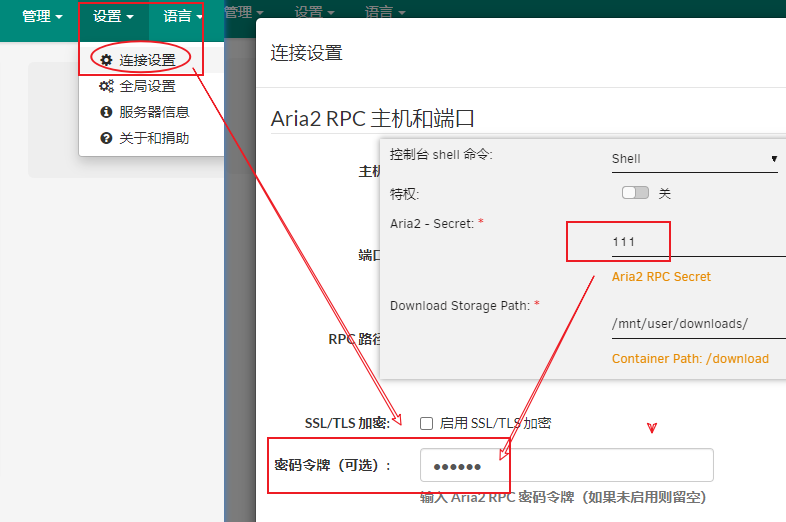 管理 设置 语言
连接设置
全局设置
服务器信息
关于和捐助
管理 设置 语言
连接设置
Aria2 RPC 主机和端口
主机
端口
RPC 路径
控制台 shell 命令: Shell
特权: 关
Aria2 - Secret: * 111
Aria2 RPC Secret
Download Storage Path: * /mnt/user/downloads/
Container Path: /download
SSL/TLS 加密: 启用 SSL/TLS 加密
密码令牌（可选）: ••••••
输入 Aria2 RPC 密码令牌（如果未启用则留空）